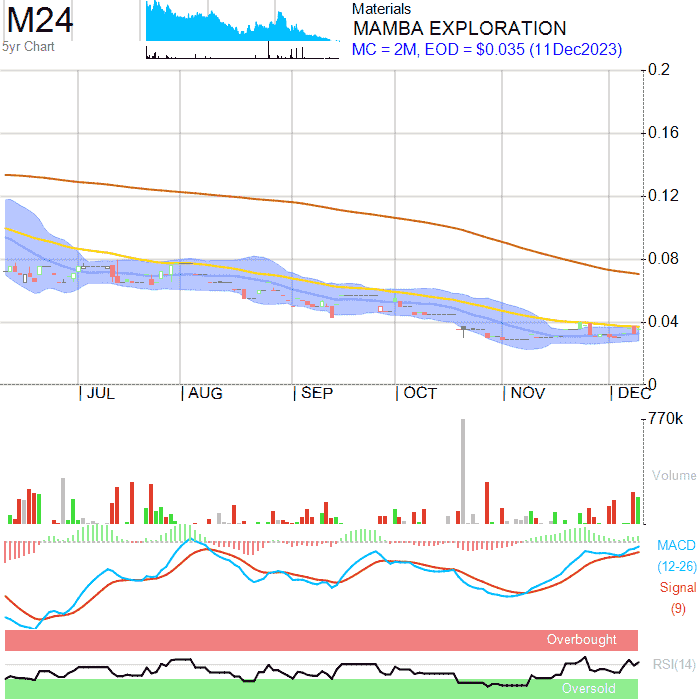 M24
5yr Chart
Materials
MAMBA EXPLORATION
MC = 2M, EOD = $0.035 (11Dec2023)
0.2
0.16
0.12
0.08
0.04
0
JUL AUG SEP OCT NOV DEC
770k
Volume
MACD
(12-26)
Signal
(9)
Overbought
RSI(14)
Oversold